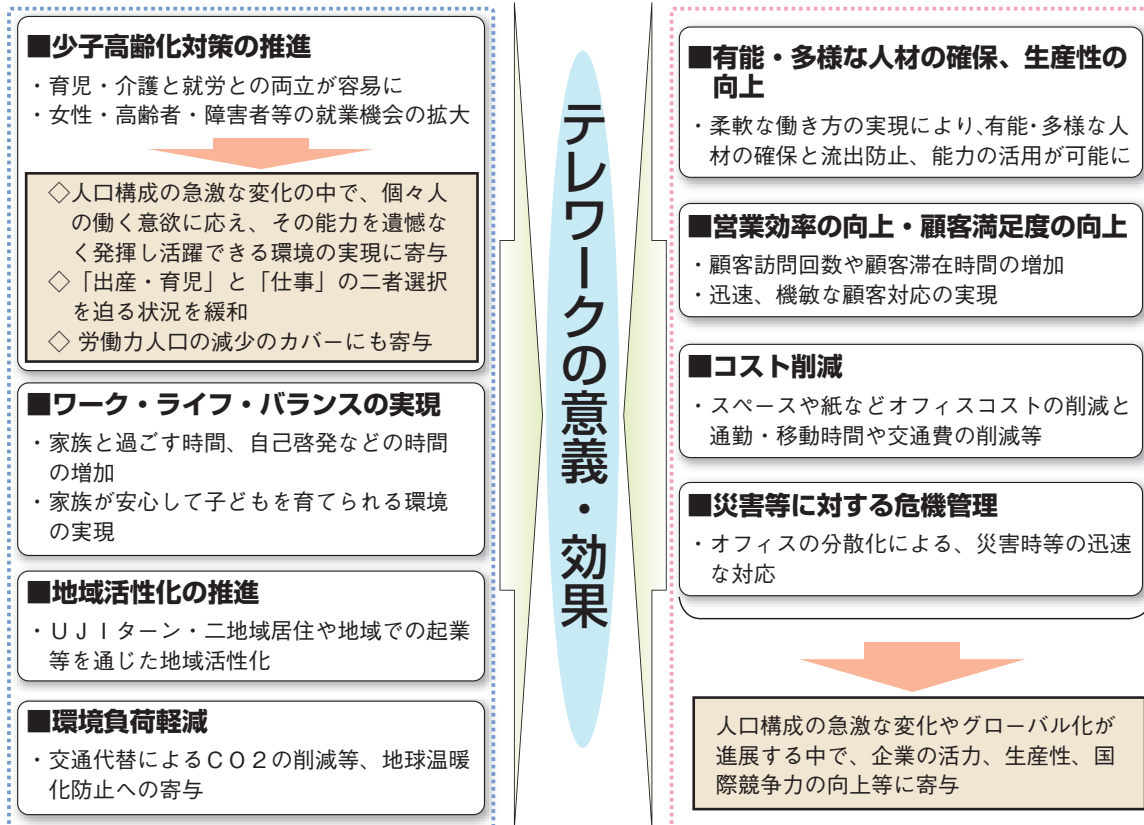 ■少子高齢化対策の推進
・育児・介護と就労との両立が容易に
・女性・高齢者・障害者等の就業機会の拡大
◇人口構成の急激な変化の中で、個々人
の働く意欲に応え、その能力を遺憾な
く発揮し活躍できる環境の実現に寄与
◇「出産・育児」と「仕事」の二者選択
を迫る状況を緩和
◇ 労働力人口の減少のカバーにも寄与
■ワーク・ライフ・バランスの実現
・家族と過ごす時間、自己啓発などの時間
の増加
・家族が安心して子どもを育てられる環境
の実現
■地域活性化の推進
・ＵＪＩターン・二地域居住や地域での起業
等を通じた地域活性化
■環境負荷軽減
・交通代替によるＣＯ２の削減等、地球温暖
化防止への寄与
テレワークの意義・効果
■有能・多様な人材の確保、生産性の
向上
・柔軟な働き方の実現により、有能・多様な人
材の確保と流出防止、能力の活用が可能に
■営業効率の向上・顧客満足度の向上
・顧客訪問回数や顧客滞在時間の増加
・迅速、機敏な顧客対応の実現
■コスト削減
・スペースや紙などオフィスコストの削減と
通勤・移動時間や交通費の削減等
■災害等に対する危機管理
・オフィスの分散化による、災害時等の迅速
な対応
人口構成の急激な変化やグローバル化が
進展する中で、企業の活力、生産性、国
際競争力の向上等に寄与